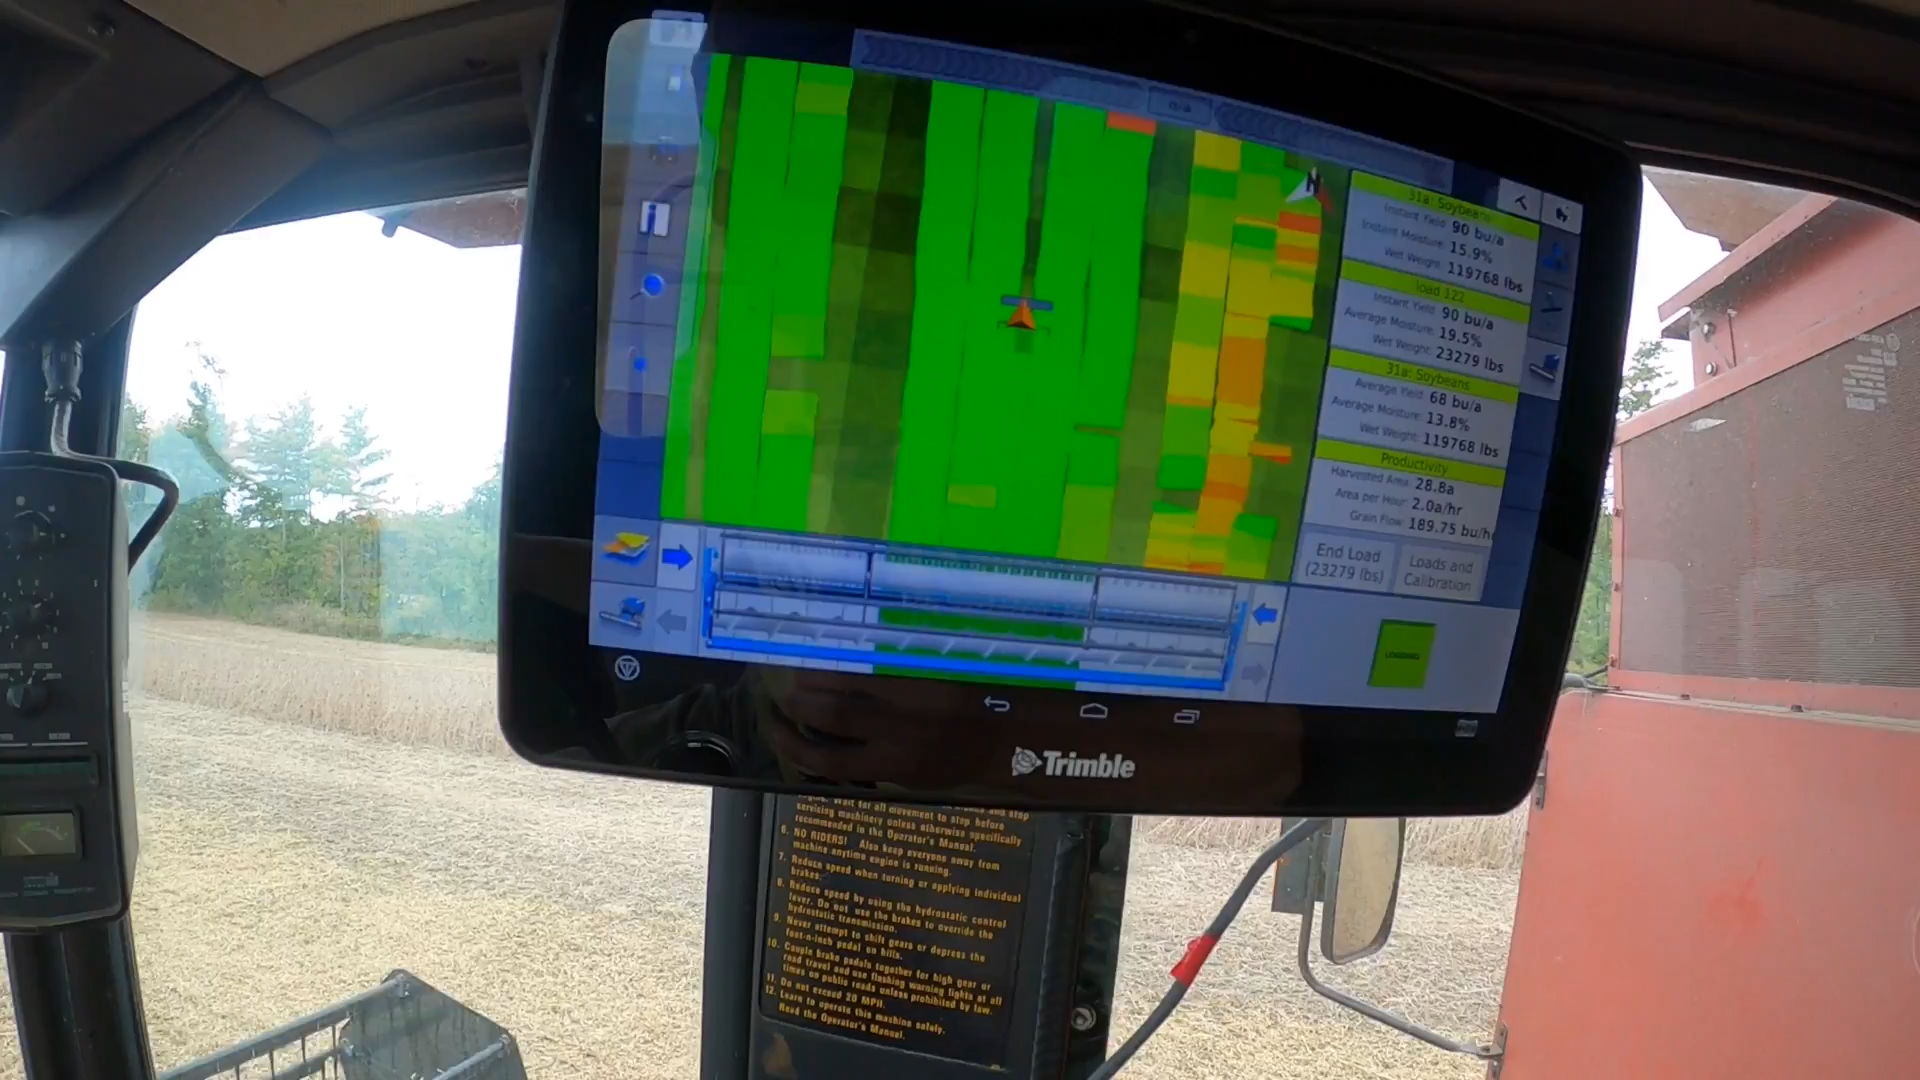 n/a
N
31a: Soybeans
Instant Yield: 90 bu/a
Instant Moisture: 15.9%
Wet Weight: 119768 lbs
load 122
Instant Yield: 90 bu/a
Average Moisture: 19.5%
Wet Weight: 23279 lbs
31a: Soybeans
Average Yield: 68 bu/a
Average Moisture: 13.8%
Wet Weight: 119768 lbs
Productivity
Harvested Area: 28.8a
Area per Hour: 2.0a/hr
Grain Flow: 189.75 bu/h
End Load
(23279 lbs)
Loads and
Calibration
LOGGING
Trimble
engine. Wait for all movement to stop before
servicing machinery unless otherwise specifically
recommended in the Operator's Manual.
6. NO RIDERS! Also keep everyone away from
machine anytime engine is running.
7. Reduce speed when turning or applying individual
brakes.
8. Reduce speed by using the hydrostatic control
lever. Do not use the brakes to override the
hydrostatic transmission.
9. Never attempt to shift gears or depress the
foot-n-inch pedal on hills.
10. Couple brake pedals together for high gear or
road travel and use flashing warning lights at all
times on public roads unless prohibited by law.
11. Do not exceed 20 MPH.
12. Learn to operate this machine safely.
Read the Operator's Manual.